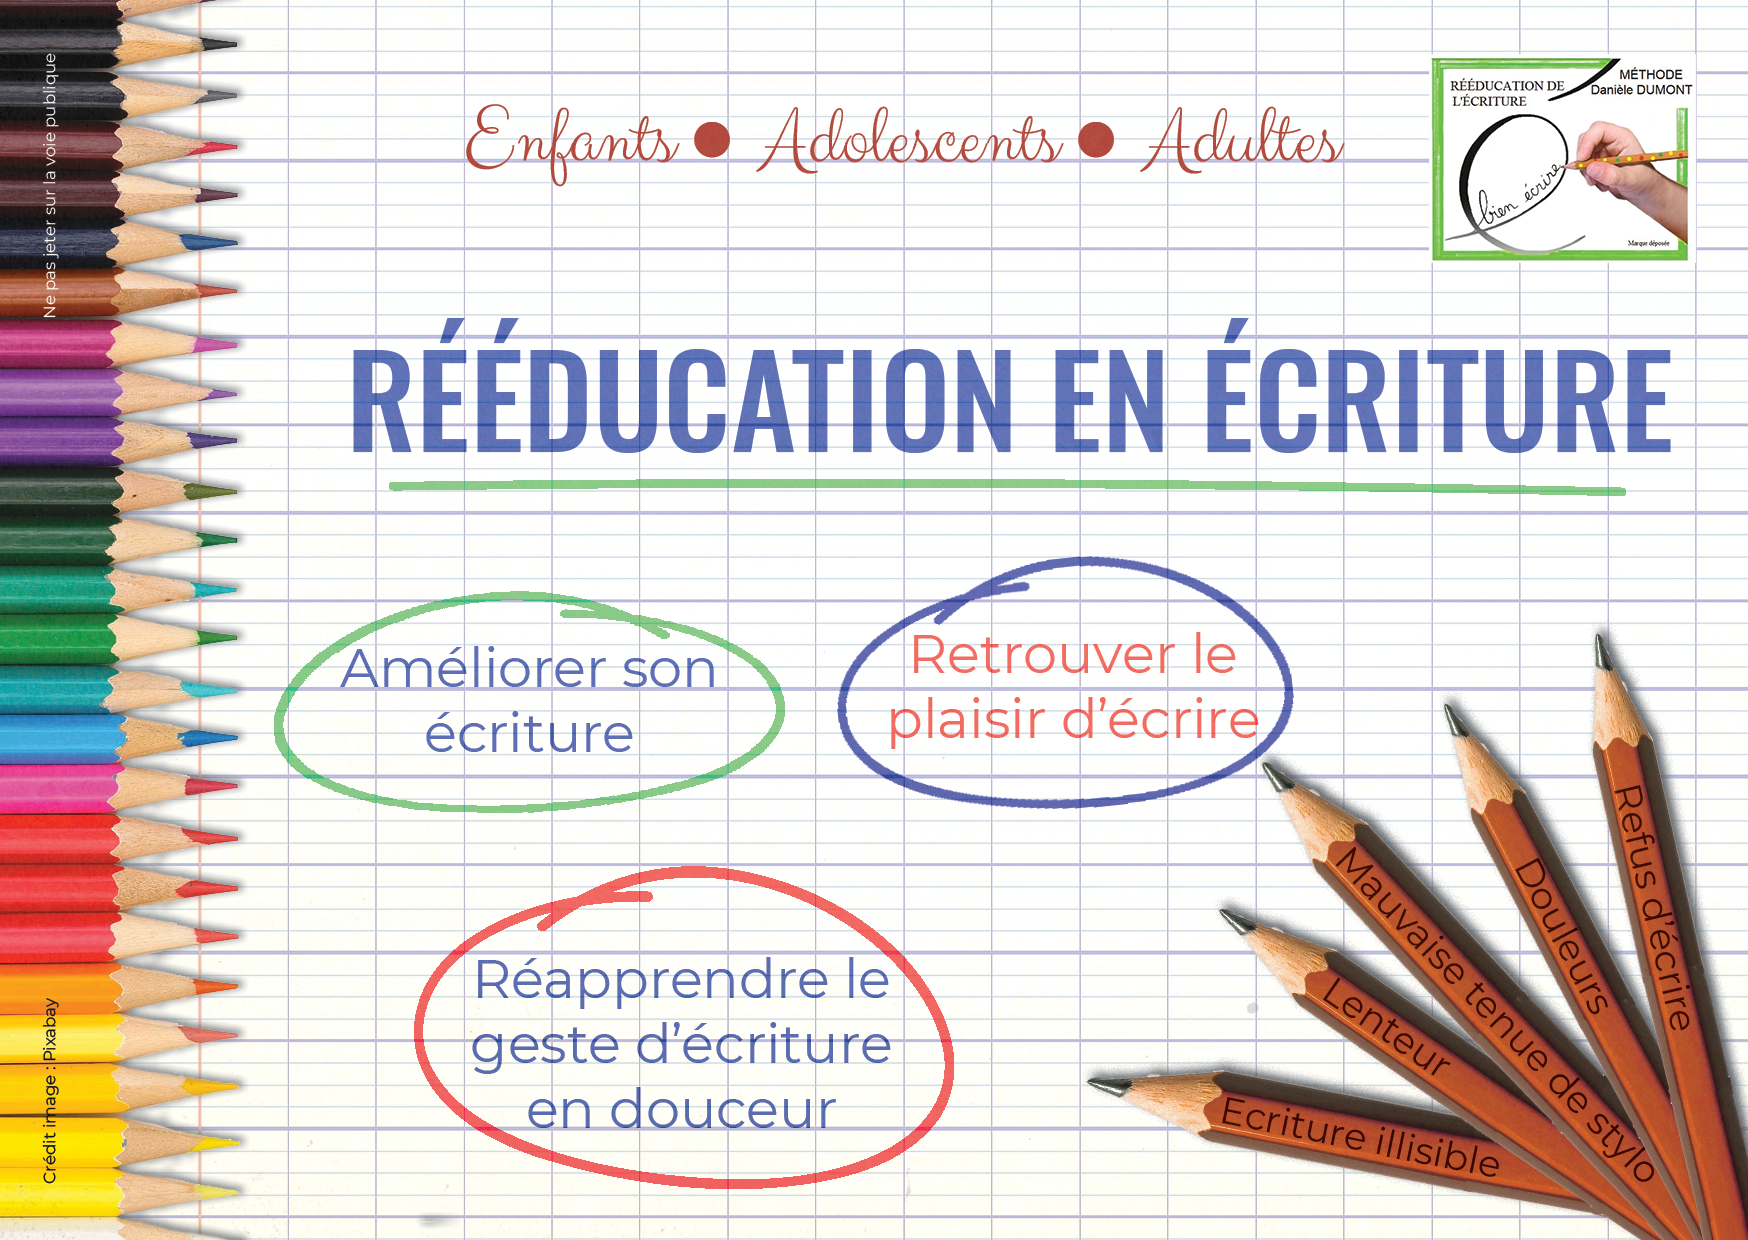 Ne pas jeter sur la voie publique
Enfants ● Adolescents ● Adultes
RÉÉDUCATION DE
L'ÉCRITURE
MÉTHODE
Danièle DUMONT
bien écrire
Marque déposée
RÉÉDUCATION EN ÉCRITURE
Améliorer son
écriture
Retrouver le
plaisir d’écrire
Réapprendre le
geste d’écriture
en douceur
Refus d’écrire
Douleurs
Mauvaise tenue de stylo
Lenteur
Ecriture illisible
Crédit image : Pixabay